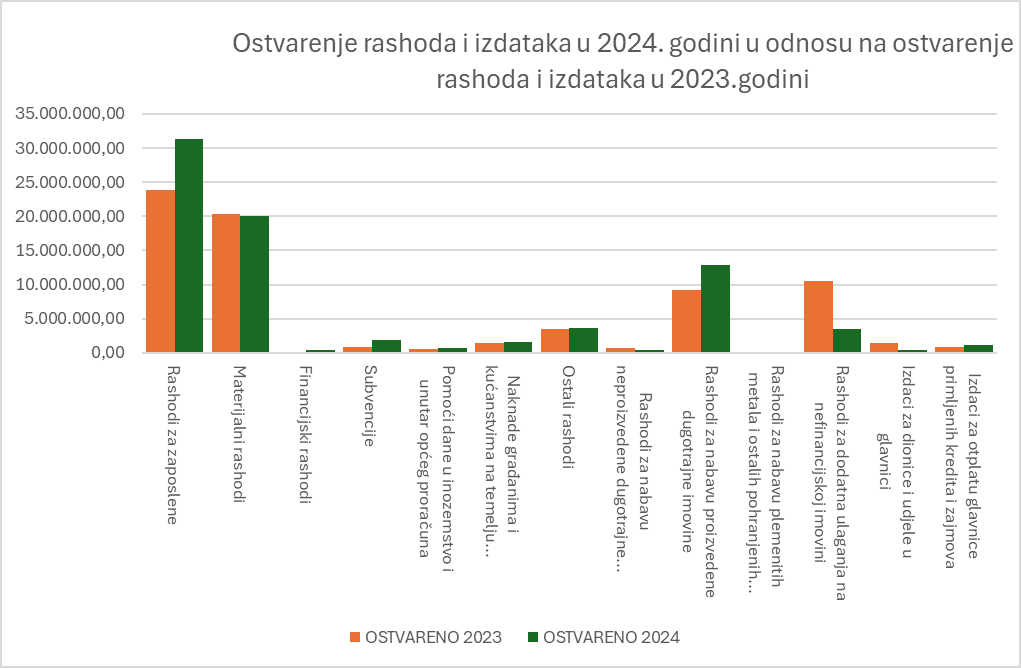 Ostvarenje rashoda i izdataka u 2024. godini u odnosu na ostvarenje
rashoda i izdataka u 2023.godini
35.000.000,00
30.000.000,00
25.000.000,00
20.000.000,00
15.000.000,00
10.000.000,00
5.000.000,00
0,00
Rashodi za zaposlene
Materijalni rashodi
Financijski rashodi
Subvencije
Pomoći dane u inozemstvo i
unutar općeg proračuna
Naknade građanima i
kućanstvima na temelju...
Ostali rashodi
Rashodi za nabavu
neproizvedene dugotrajne...
Rashodi za nabavu proizvedene
dugotrajne imovine
Rashodi za nabavu plemenitih
metala i ostalih pohranjenih...
Rashodi za dodatna ulaganja na
nefinancijskoj imovini
Izdaci za dionice i udjele u
glavnici
Izdaci za otplatu glavnice
primljenih kredita i zajmova
OSTVARENO 2023
OSTVARENO 2024